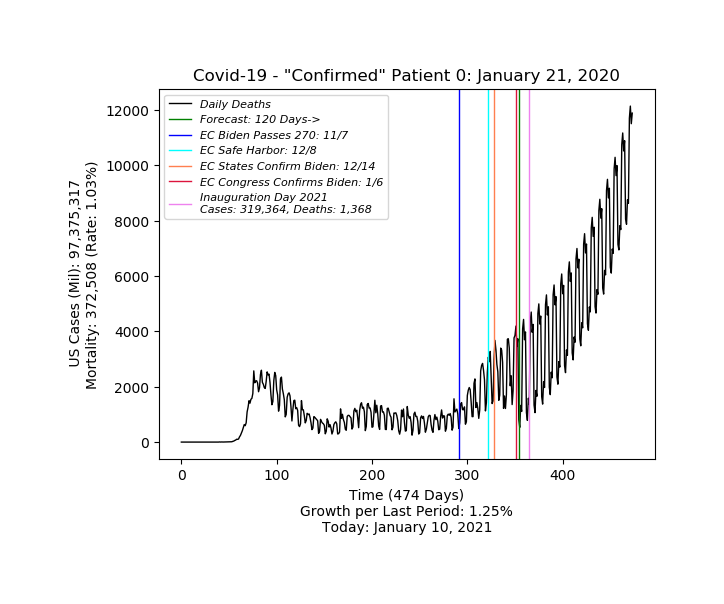 Covid-19 - "Confirmed" Patient 0: January 21, 2020
12000
10000
8000
6000
4000
2000
0
US Cases (Mil): 97,375,317
Mortality: 372,508 (Rate: 1.03%)
Daily Deaths
Forecast: 120 Days->
EC Biden Passes 270: 11/7
EC Safe Harbor: 12/8
EC States Confirm Biden: 12/14
EC Congress Confirms Biden: 1/6
Inauguration Day 2021
Cases: 319,364, Deaths: 1,368
0 100 200 300 400
Time (474 Days)
Growth per Last Period: 1.25%
Today: January 10, 2021